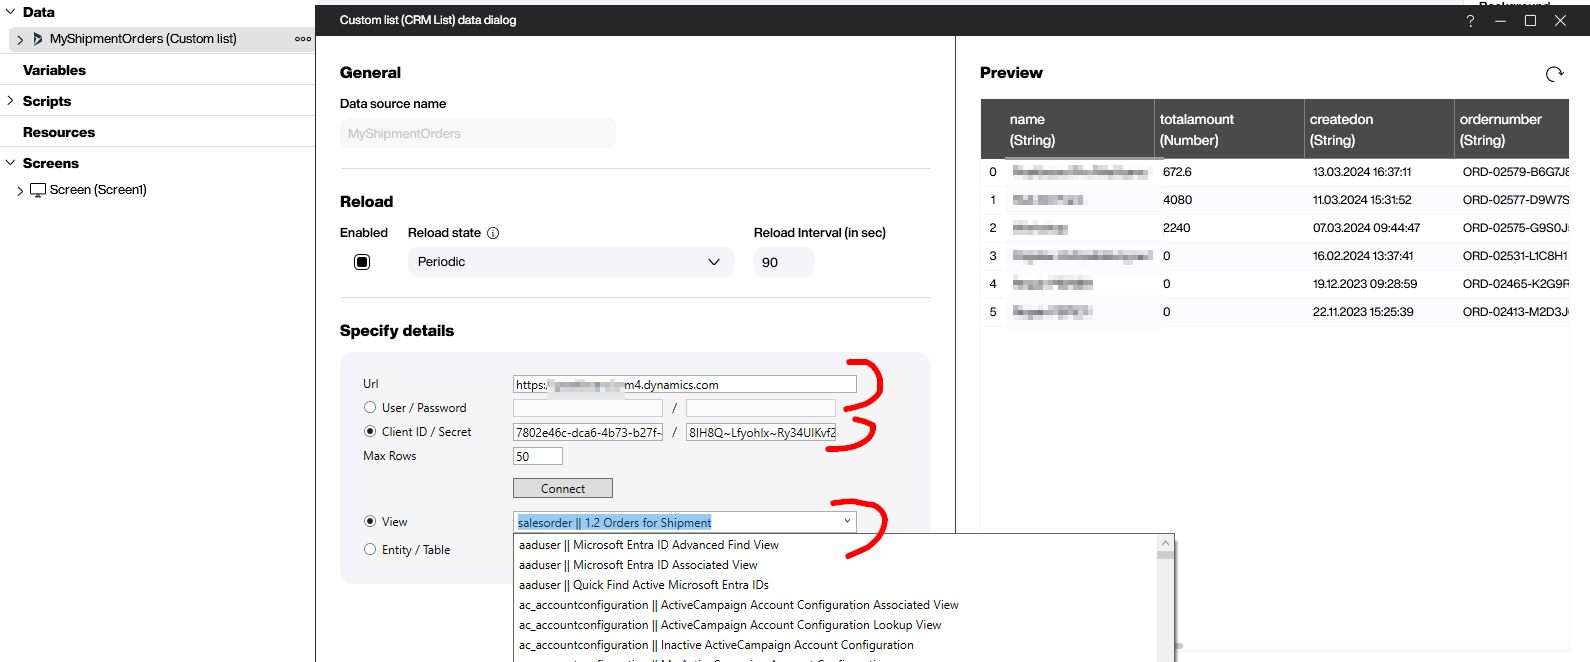 Data
MyShipmentOrders (Custom list)
Variables
Scripts
Resources
Screens
Screen (Screen1)
Custom list (CRM List) data dialog
?
General
Data source name
MyShipmentOrders
Reload
Enabled Reload state Reload Interval (in sec)
Periodic 90
Specify details
Url https: m4.dynamics.com
User / Password /
Client ID / Secret 7802e46c-dca6-4b73-b27f- / 8IH8Q~Lfyohlx~Ry34UIKvf2
Max Rows 50
Connect
View salesorder || 1.2 Orders for Shipment
Entity / Table
aaduser || Microsoft Entra ID Advanced Find View
aaduser || Microsoft Entra ID Associated View
aaduser || Quick Find Active Microsoft Entra IDs
ac_accountconfiguration || ActiveCampaign Account Configuration Associated View
ac_accountconfiguration || ActiveCampaign Account Configuration Lookup View
ac_accountconfiguration || Inactive ActiveCampaign Account Configuration
Preview
name totalamount createdon ordernumber
(String) (Number) (String) (String)
0 672.6 13.03.2024 16:37:11 ORD-02579-B6G7J8
1 4080 11.03.2024 15:31:52 ORD-02577-D9W7S
2 2240 07.03.2024 09:44:47 ORD-02575-G9S0J
3 0 16.02.2024 13:37:41 ORD-02531-L1C8H1
4 0 19.12.2023 09:28:59 ORD-02465-K2G9R
5 0 22.11.2023 15:25:39 ORD-02413-M2D3J